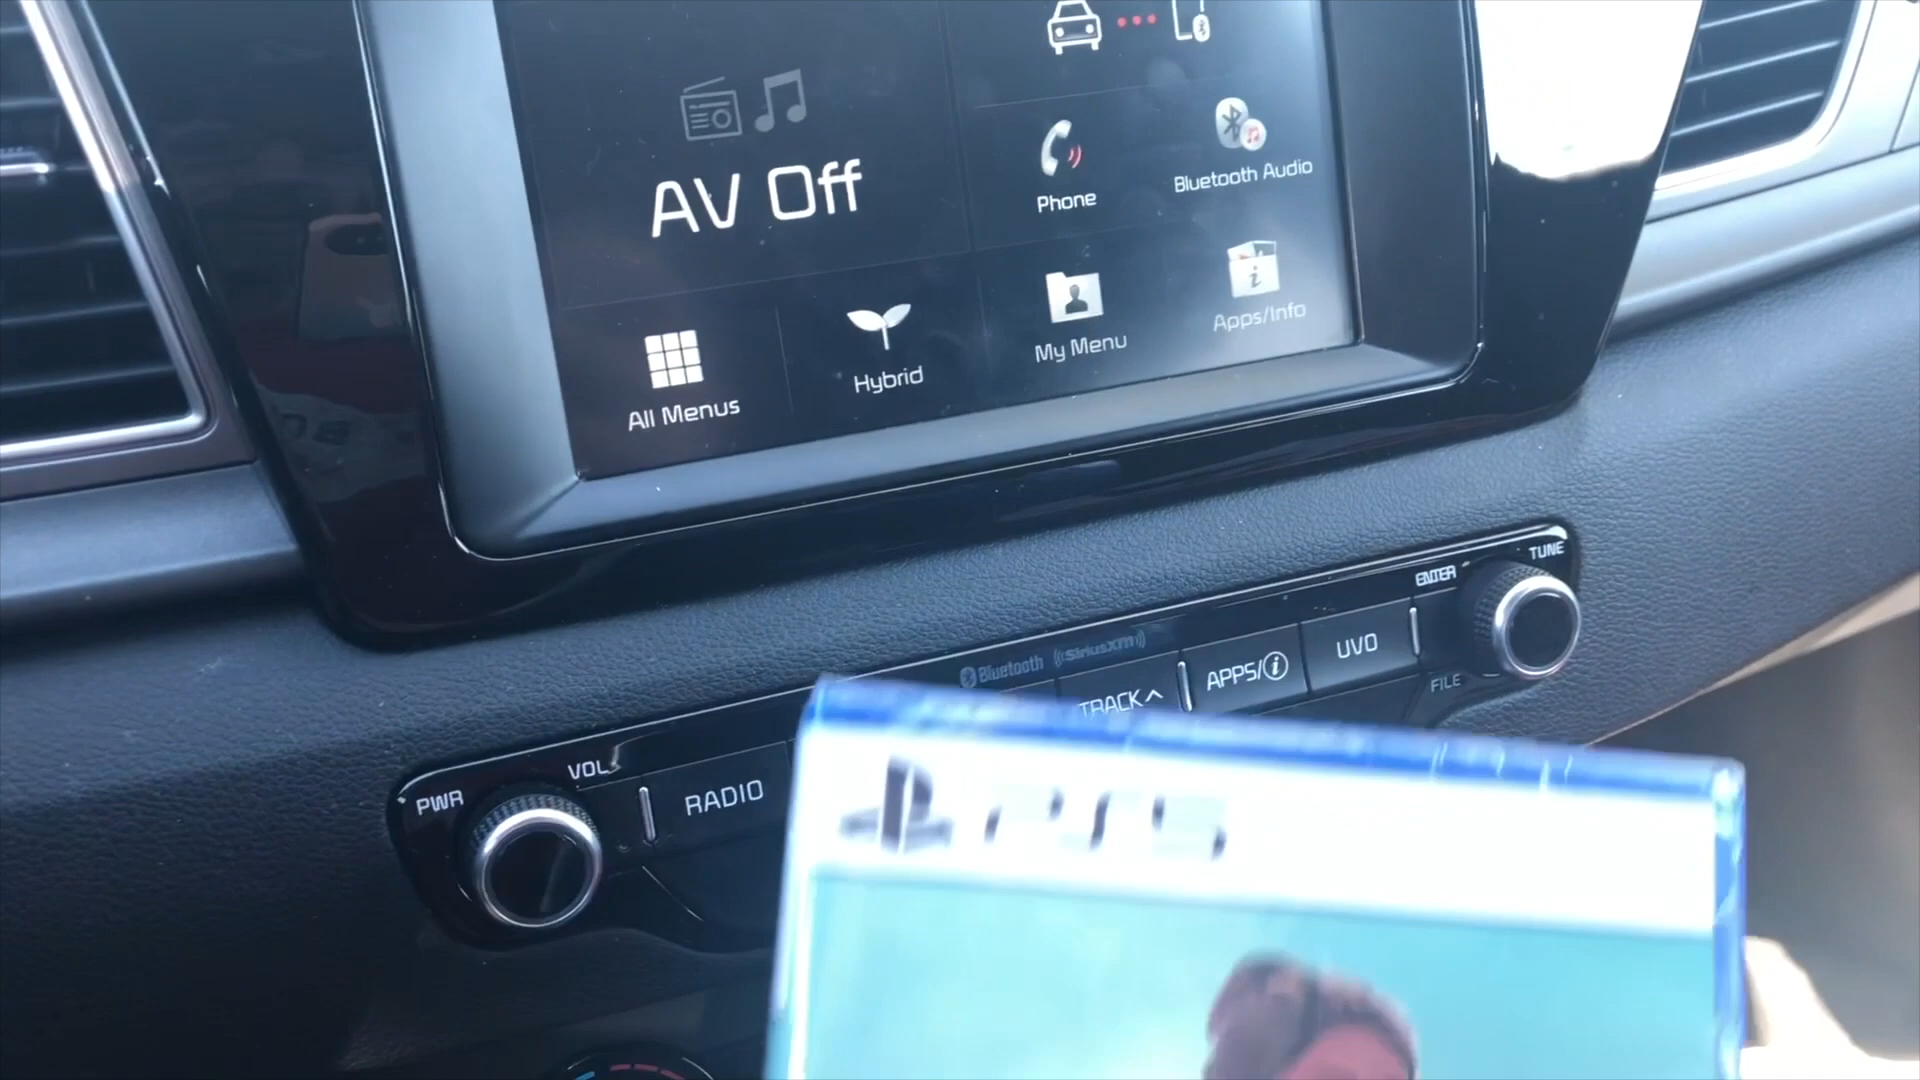 AV Off
Phone
Bluetooth Audio
All Menus
Hybrid
My Menu
Apps/Info
TUNE
ENTER
Bluetooth
SiriusXM
UVO
APPS/i
TRACK
FILE
VOL
PWR
RADIO
PS5